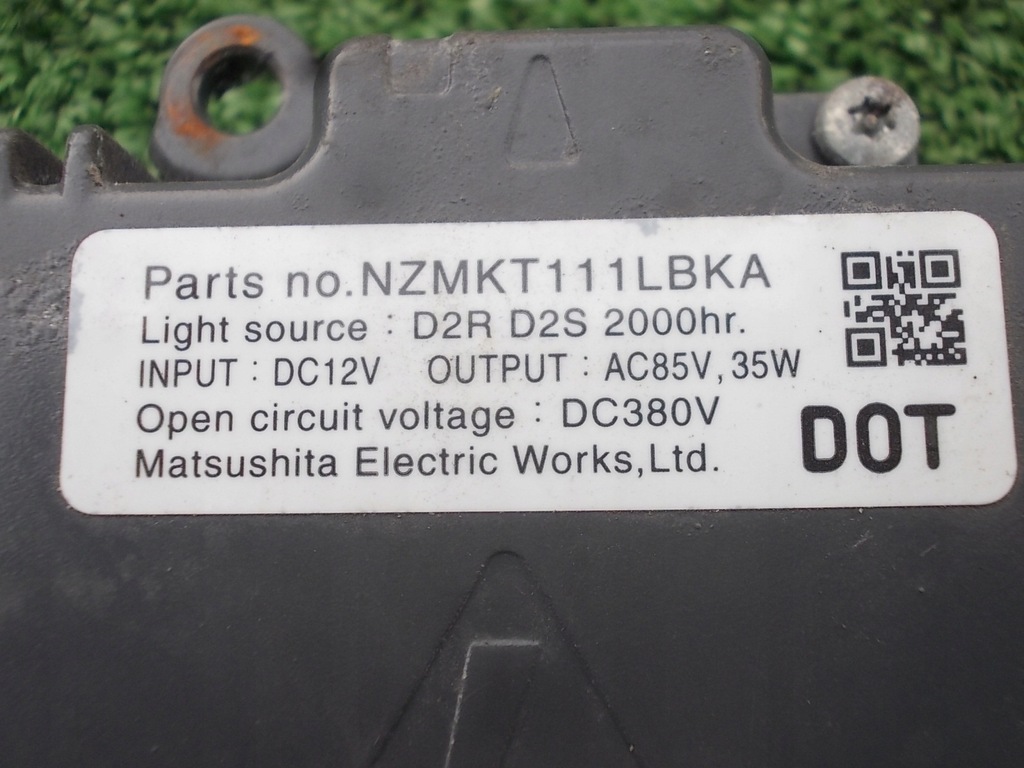 Parts no.NZMKT111LBKA
Light source : D2R D2S 2000hr.
INPUT : DC12V OUTPUT : AC85V,35W
Open circuit voltage : DC380V
Matsushita Electric Works,Ltd.
DOT